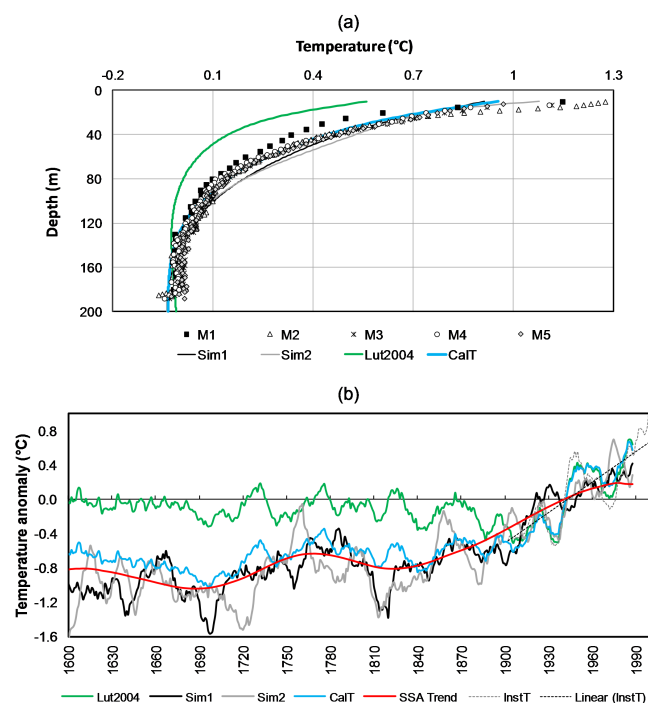 (a)
Temperature (°C)
-0.2 0.1 0.4 0.7 1 1.3
0
40
80
120
160
200
Depth (m)
M1 M2 M3 M4 M5
Sim1 Sim2 Lut2004 CalT
(b)
Temperature anomaly (°C)
0.4
0.0
-0.4
-0.8
-1.2
-1.6
1600 1630 1660 1690 1720 1750 1780 1810 1840 1870 1900 1930 1960 1990
Lut2004 Sim1 Sim2 CalT SSA Trend InstT Linear (InstT)